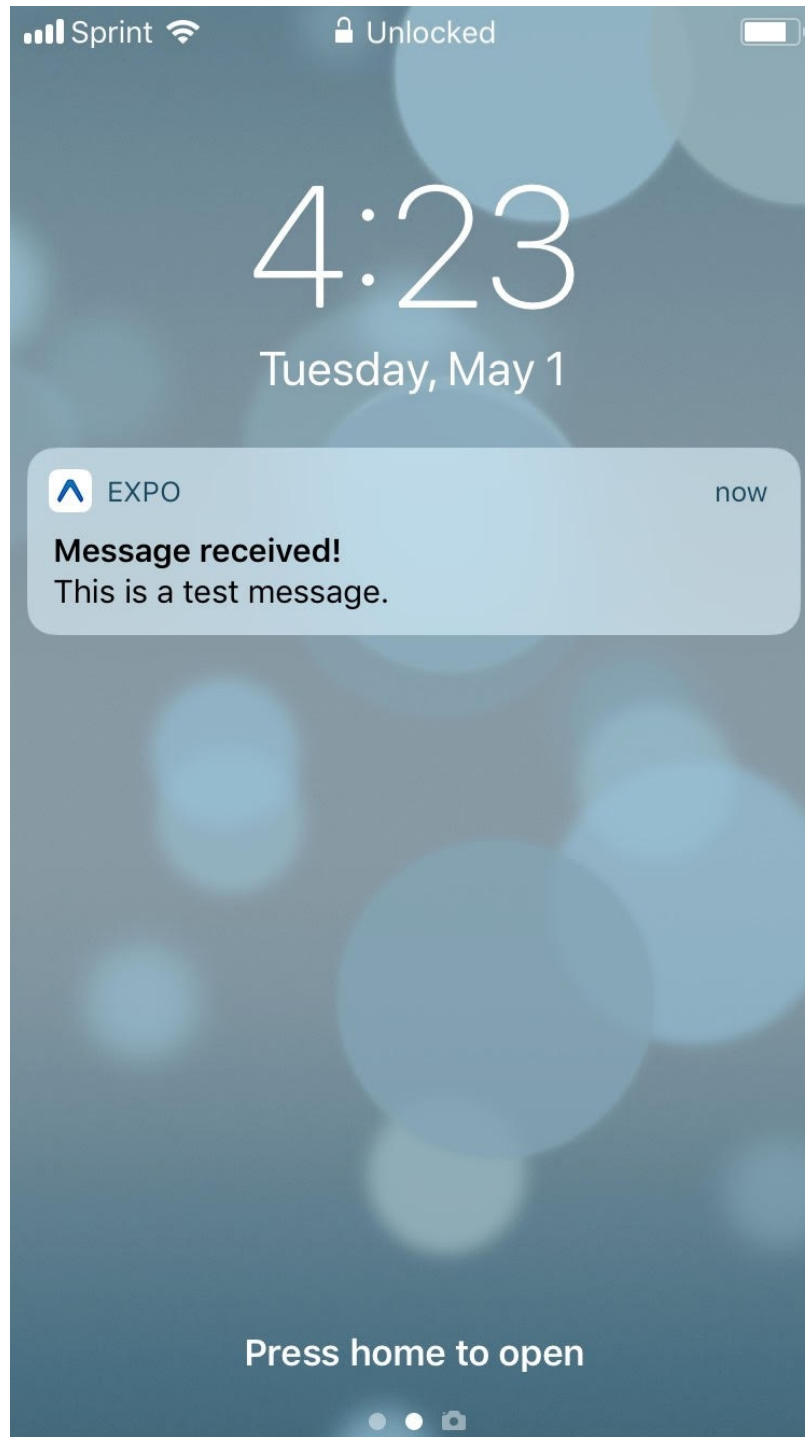 Sprint
Unlocked
4:23
Tuesday, May 1
EXPO
now
Message received!
This is a test message.
Press home to open